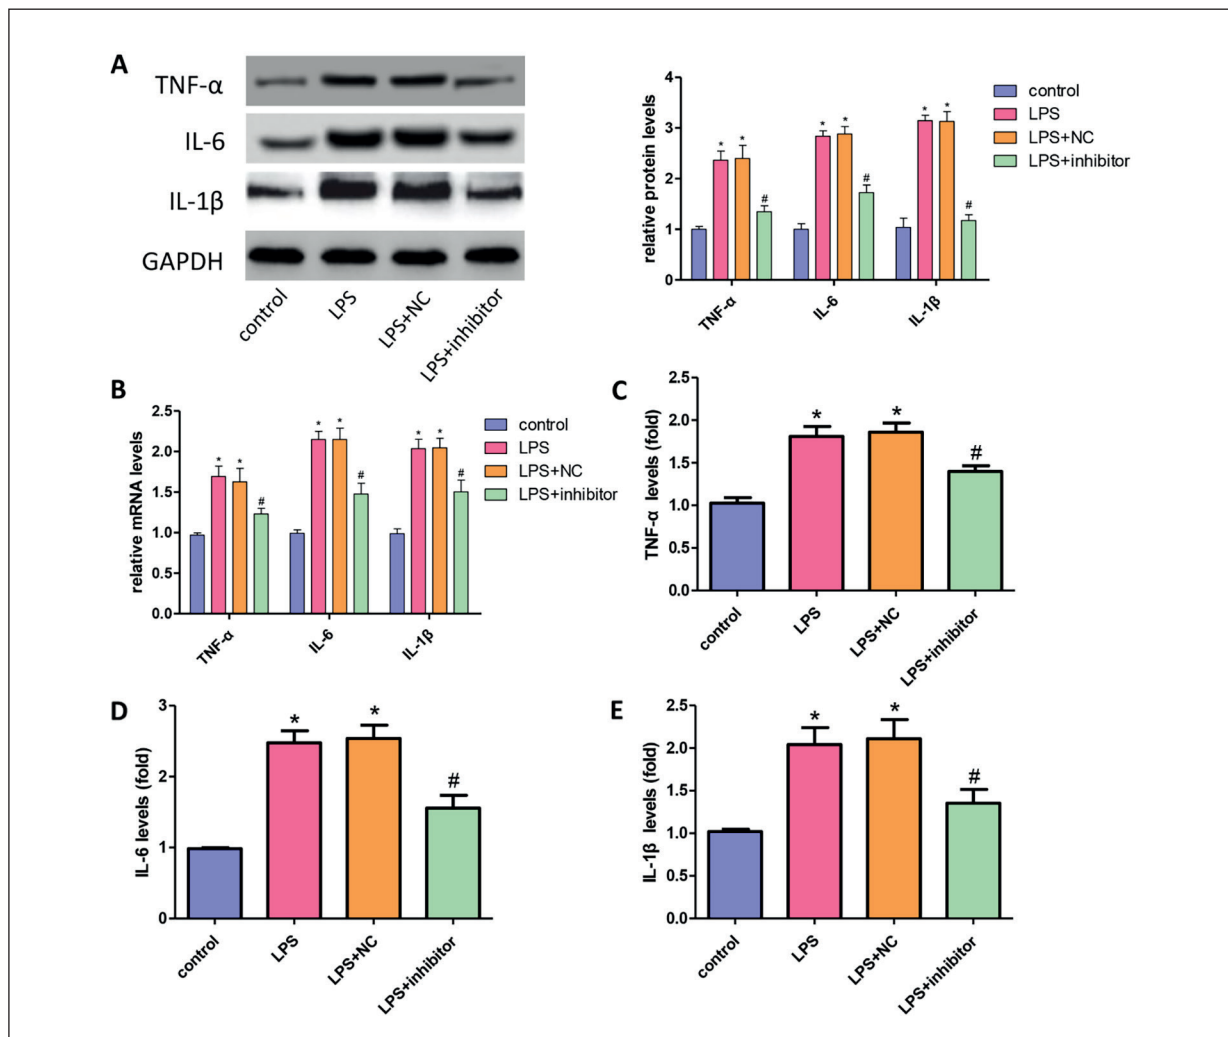 A
TNF-α
IL-6
IL-1β
GAPDH
control
LPS
LPS+NC
LPS+inhibitor
relative protein levels
4
3
2
1
0
* * #
* * #
* * #
TNF-α
IL-6
IL-1β
control
LPS
LPS+NC
LPS+inhibitor
B
relative mRNA levels
2.5
2.0
1.5
1.0
0.5
0.0
* * #
* * #
* * #
TNF-α
IL-6
IL-1β
control
LPS
LPS+NC
LPS+inhibitor
C
TNF-α levels (fold)
2.5
2.0
1.5
1.0
0.5
0.0
* * #
control
LPS
LPS+NC
LPS+inhibitor
D
IL-6 levels (fold)
3
2
1
0
* * #
control
LPS
LPS+NC
LPS+inhibitor
E
IL-1β levels (fold)
2.5
2.0
1.5
1.0
0.5
0.0
* * #
control
LPS
LPS+NC
LPS+inhibitor